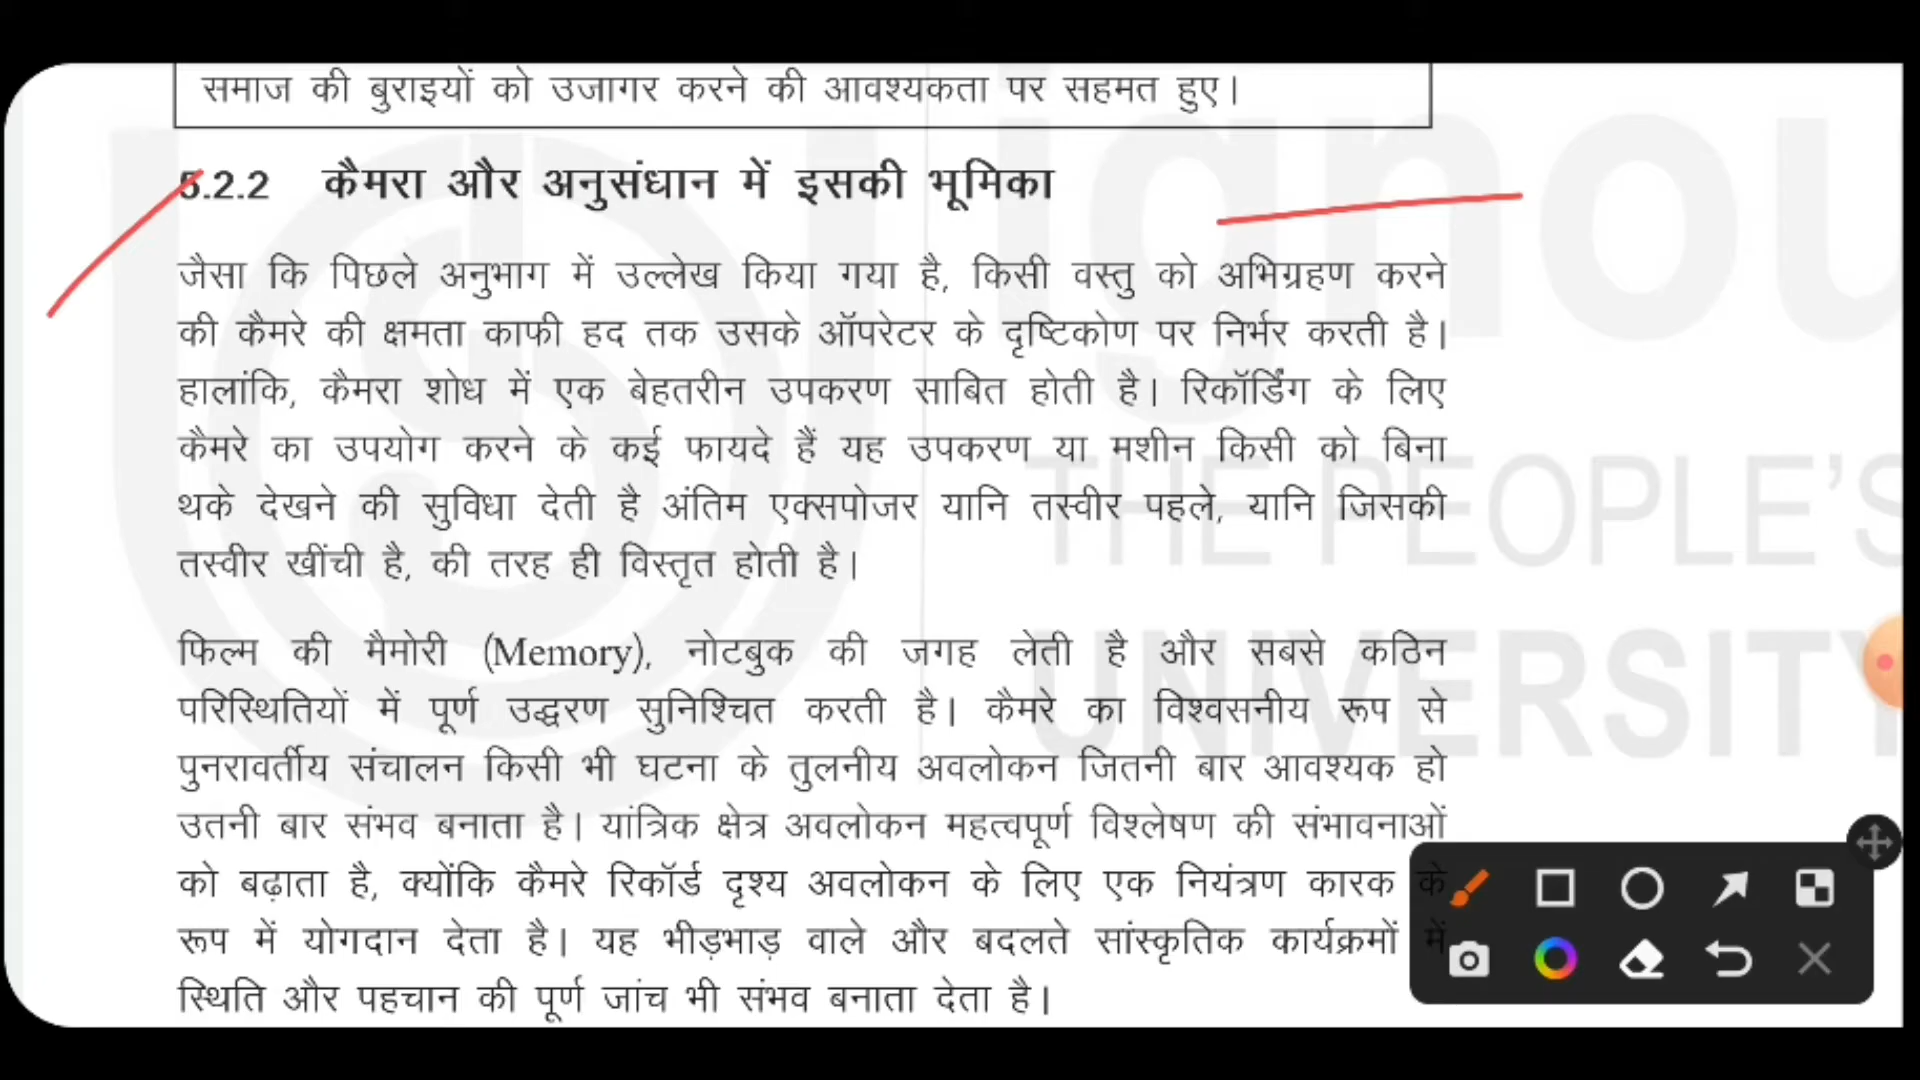 समाज की बुराइयों को उजागर करने की आवश्यकता पर सहमत हुए।
5.2.2 कैमरा और अनुसंधान में इसकी भूमिका
जैसा कि पिछले अनुभाग में उल्लेख किया गया है, किसी वस्तु को अभिग्रहण करने
की कैमरे की क्षमता काफी हद तक उसके ऑपरेटर के दृष्टिकोण पर निर्भर करती है।
हालांकि, कैमरा शोध में एक बेहतरीन उपकरण साबित होती है। रिकॉर्डिंग के लिए
कैमरे का उपयोग करने के कई फायदे हैं यह उपकरण या मशीन किसी को बिना
थके देखने की सुविधा देती है अंतिम एक्सपोजर यानि तस्वीर पहले, यानि जिसकी
तस्वीर खींची है, की तरह ही विस्तृत होती है।
फिल्म की मैमोरी (Memory), नोटबुक की जगह लेती है और सबसे कठिन
परिस्थितियों में पूर्ण उद्धरण सुनिश्चित करती है। कैमरे का विश्वसनीय रूप से
पुनरावर्तीय संचालन किसी भी घटना के तुलनीय अवलोकन जितनी बार आवश्यक हो
उतनी बार संभव बनाता है। यांत्रिक क्षेत्र अवलोकन महत्वपूर्ण विश्लेषण की संभावनाओं
को बढ़ाता है, क्योंकि कैमरे रिकॉर्ड दृश्य अवलोकन के लिए एक नियंत्रण कारक के
रूप में योगदान देता है। यह भीड़भाड़ वाले और बदलते सांस्कृतिक कार्यक्रमों में
स्थिति और पहचान की पूर्ण जांच भी संभव बनाता देता है।
ignou
THE PEOPLE'S
UNIVERSITY